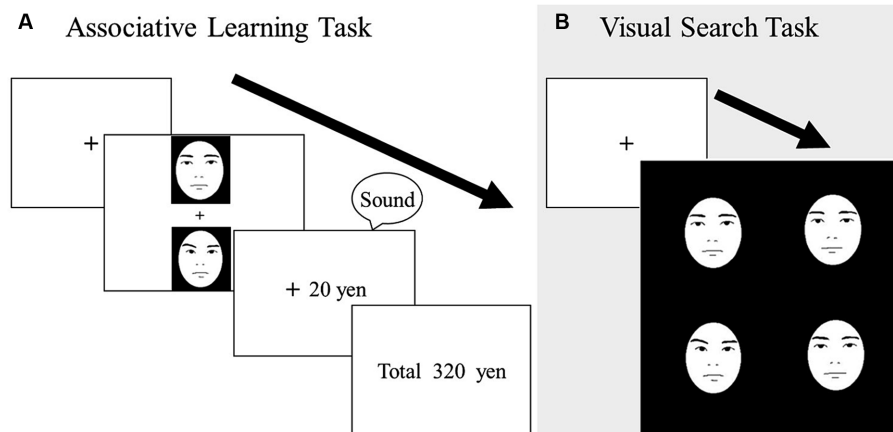 A Associative Learning Task
+
+
Sound
+ 20 yen
Total 320 yen
B Visual Search Task
+